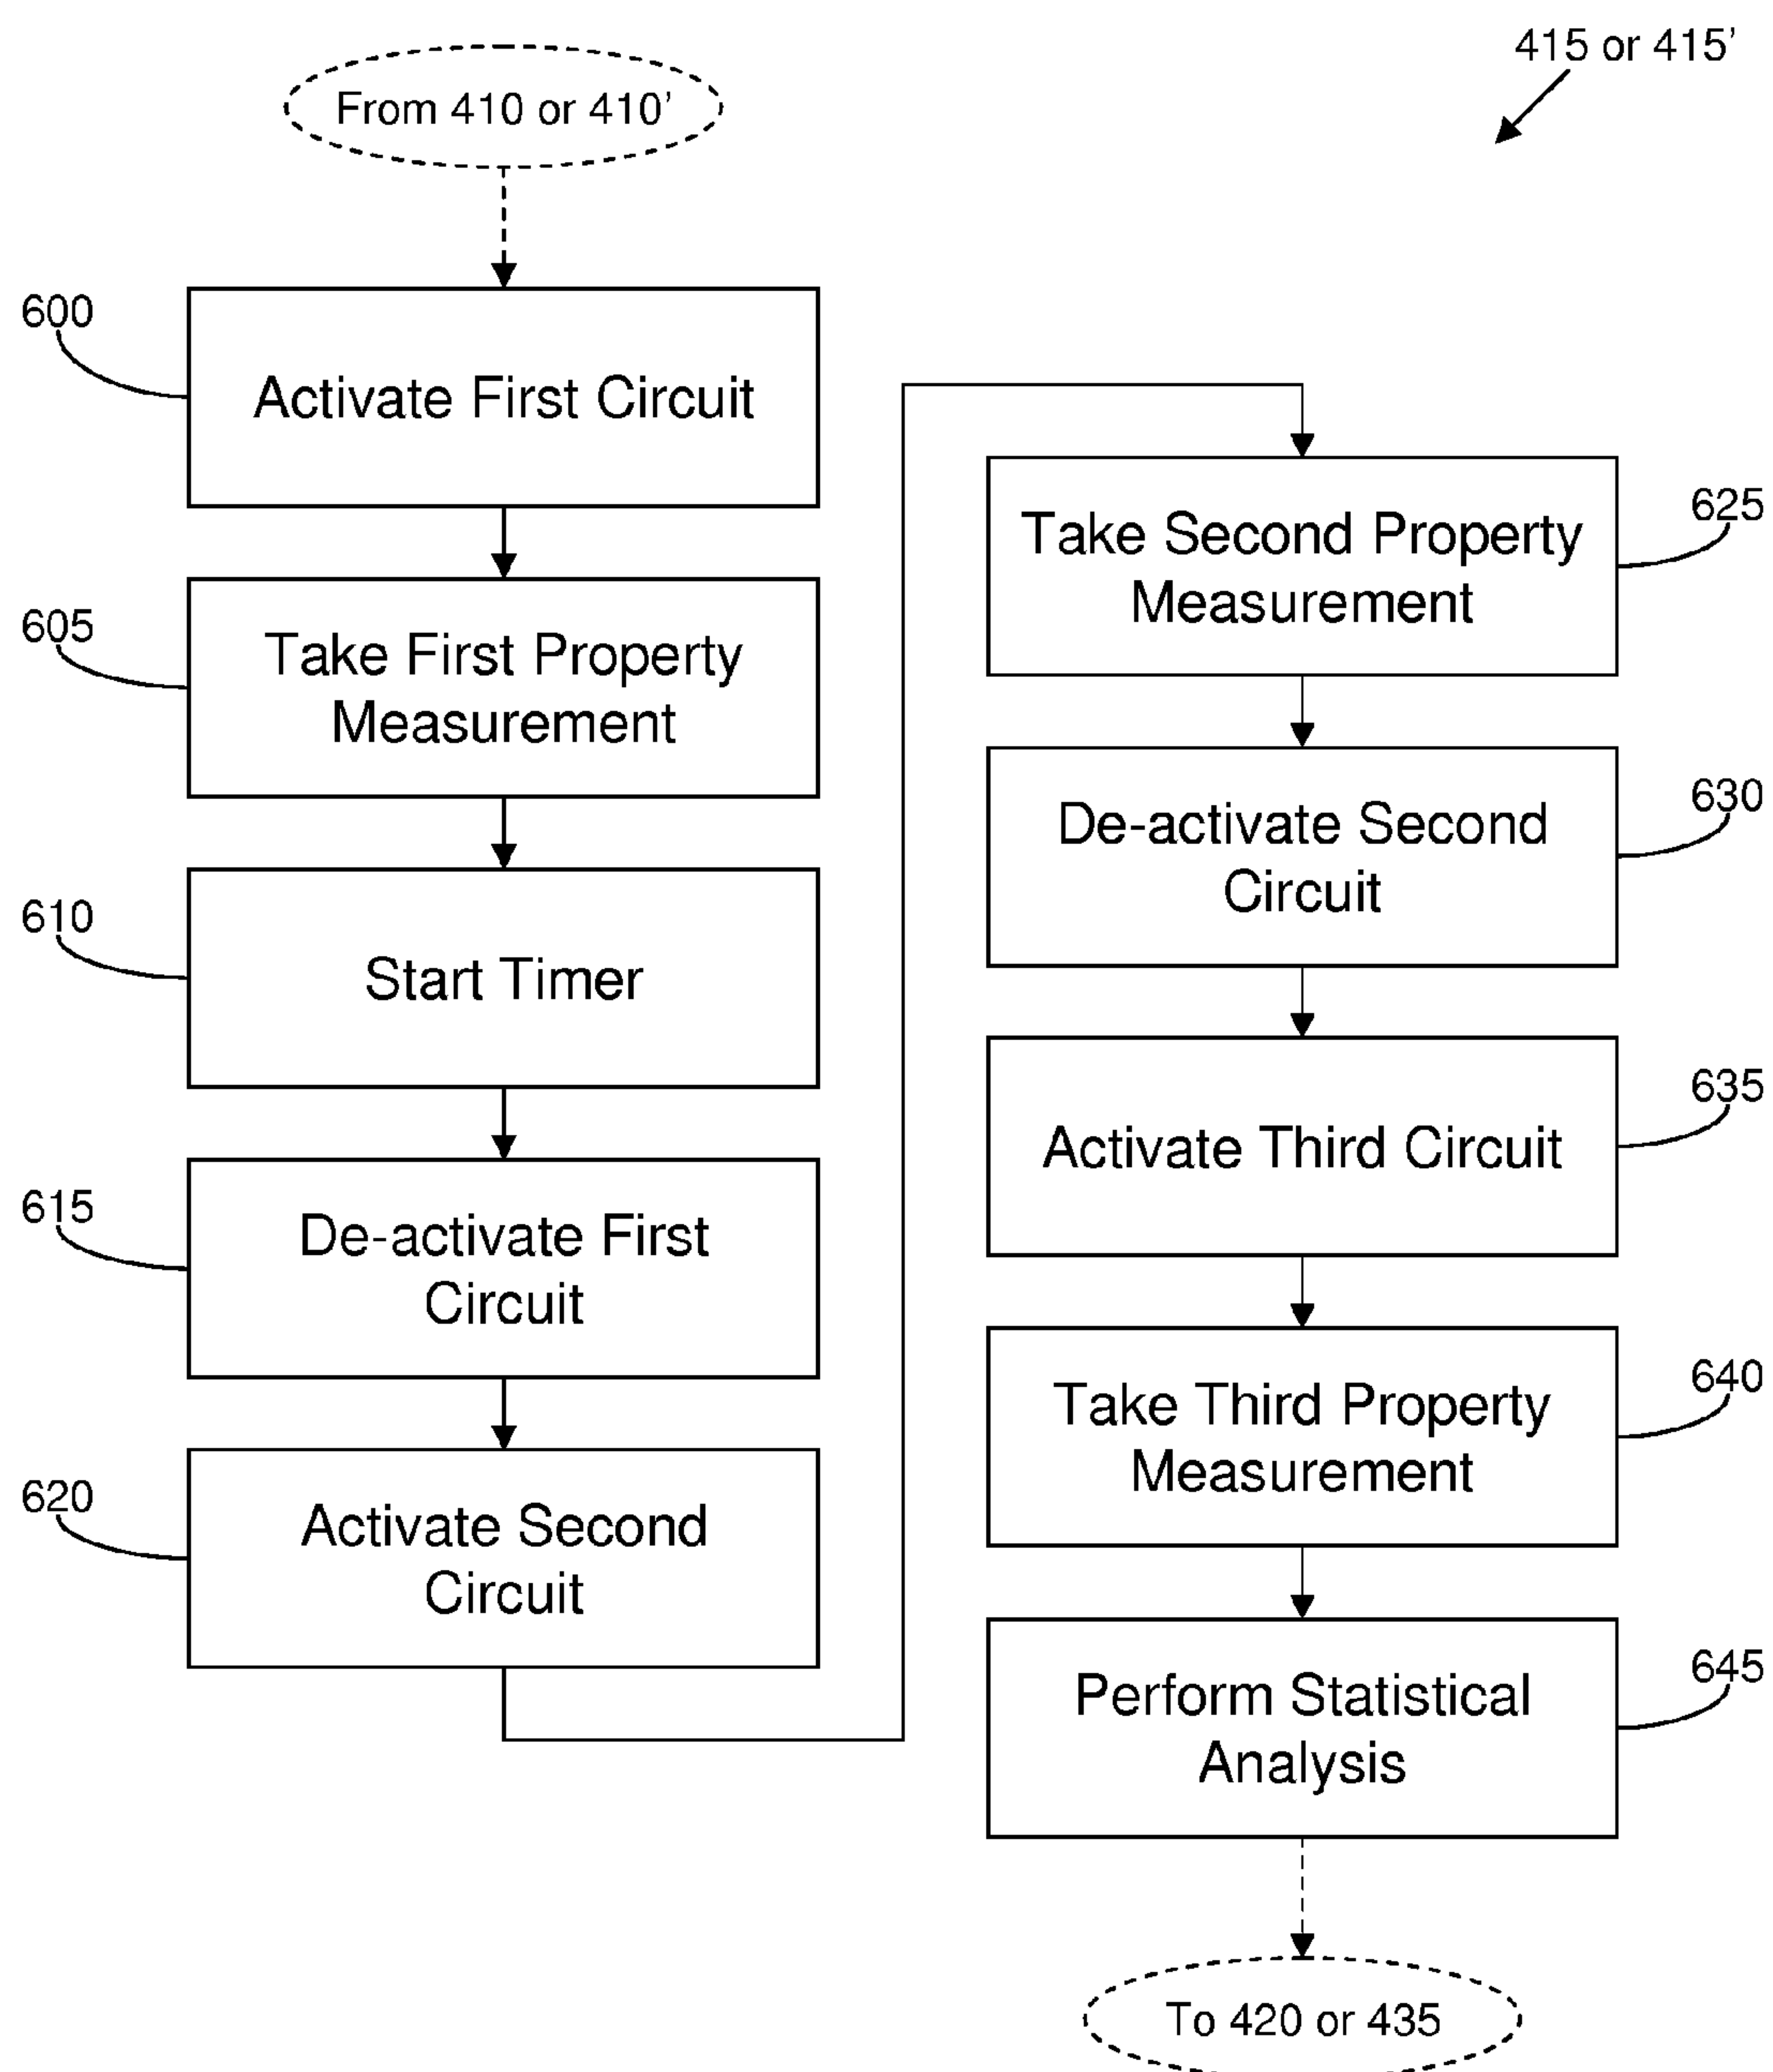 415 or 415’
From 410 or 410’
600
Activate First Circuit
605
Take First Property
Measurement
610
Start Timer
615
De-activate First
Circuit
620
Activate Second
Circuit
625
Take Second Property
Measurement
630
De-activate Second
Circuit
635
Activate Third Circuit
640
Take Third Property
Measurement
645
Perform Statistical
Analysis
To 420 or 435